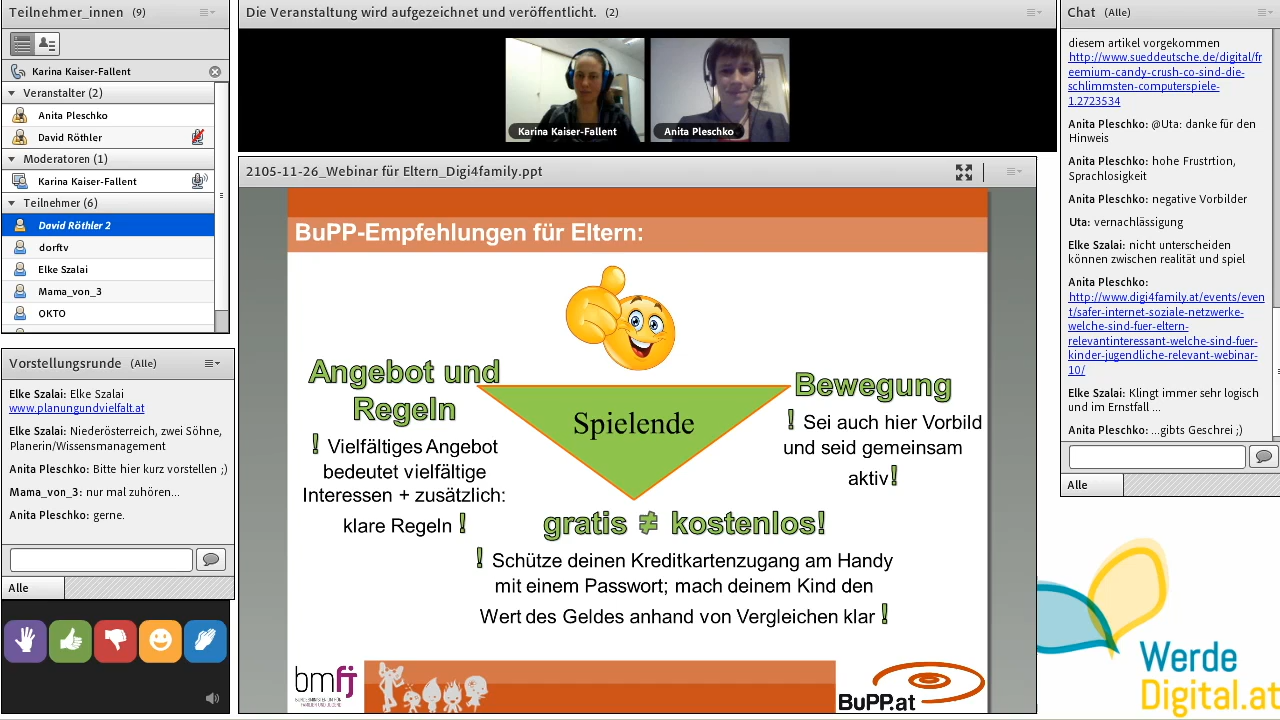 Teilnehmer_innen (9)
Karina Kaiser-Fallent
Veranstalter (2)
Anita Pleschko
David Röthler
Moderatoren (1)
Karina Kaiser-Fallent
Teilnehmer (6)
David Röthler 2
dorftv
Elke Szalai
Mama_von_3
OKTO
Vorstellungsrunde (Alle)
Elke Szalai: Elke Szalai
www.planungundvielfalt.at
Elke Szalai: Niederösterreich, zwei Söhne,
Planerin/Wissensmanagement
Anita Pleschko: Bitte hier kurz vorstellen ;)
Mama_von_3: nur mal zuhören...
Anita Pleschko: gerne.
Alle
Die Veranstaltung wird aufgezeichnet und veröffentlicht. (2)
Karina Kaiser-Fallent
Anita Pleschko
2105-11-26_Webinar für Eltern_Digi4family.ppt
BuPP-Empfehlungen für Eltern:
Angebot und
Regeln
! Vielfältiges Angebot
bedeutet vielfältige
Interessen + zusätzlich:
klare Regeln !
Spielende
Bewegung
! Sei auch hier Vorbild
und seid gemeinsam
aktiv!
gratis ≠ kostenlos!
! Schütze deinen Kreditkartenzugang am Handy
mit einem Passwort; mach deinem Kind den
Wert des Geldes anhand von Vergleichen klar !
bmfj
BuPP.at
Chat (Alle)
diesem artikel vorgekommen
http://www.sueddeutsche.de/digital/fr
eemium-candy-crush-co-sind-die-
schlimmsten-computerspiele-
1.2723534
Anita Pleschko: @Uta: danke für den
Hinweis
Anita Pleschko: hohe Frustrtion,
Sprachlosigkeit
Anita Pleschko: negative Vorbilder
Uta: vernachlässigung
Elke Szalai: nicht unterscheiden
können zwischen realität und spiel
Anita Pleschko:
http://www.digi4family.at/events/even
t/safer-internet-soziale-netzwerke-
welche-sind-fuer-eltern-
relevantinteressant-welche-sind-fuer-
kinder-jugendliche-relevant-webinar-
10/
Elke Szalai: Klingt immer sehr logisch
und im Ernstfall ...
Anita Pleschko: ...gibts Geschrei ;)
Alle
Werde
Digital.at